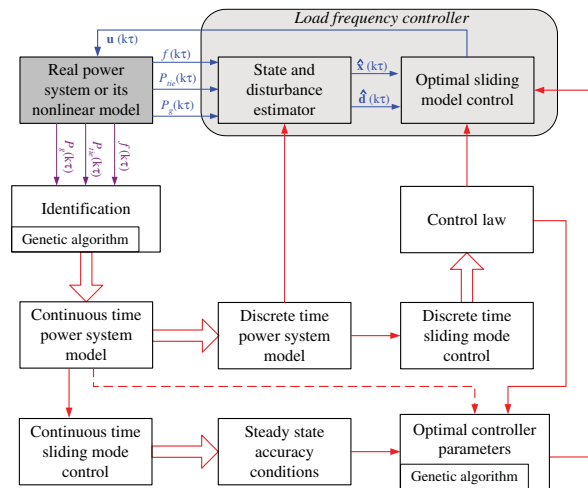 Load frequency controller
u (kτ)
f (kτ)
P_tie(kτ)
P_g(kτ)
x̂ (kτ)
d̂ (kτ)
Real power
system or its
nonlinear model
State and
disturbance
estimator
Optimal sliding
model control
P_g(kτ)
P_tie(kτ)
f (kτ)
Identification
Genetic algorithm
Control law
Continuous time
power system
model
Discrete time
power system
model
Discrete time
sliding mode
control
Continuous time
sliding mode
control
Steady state
accuracy
conditions
Optimal controller
parameters
Genetic algorithm